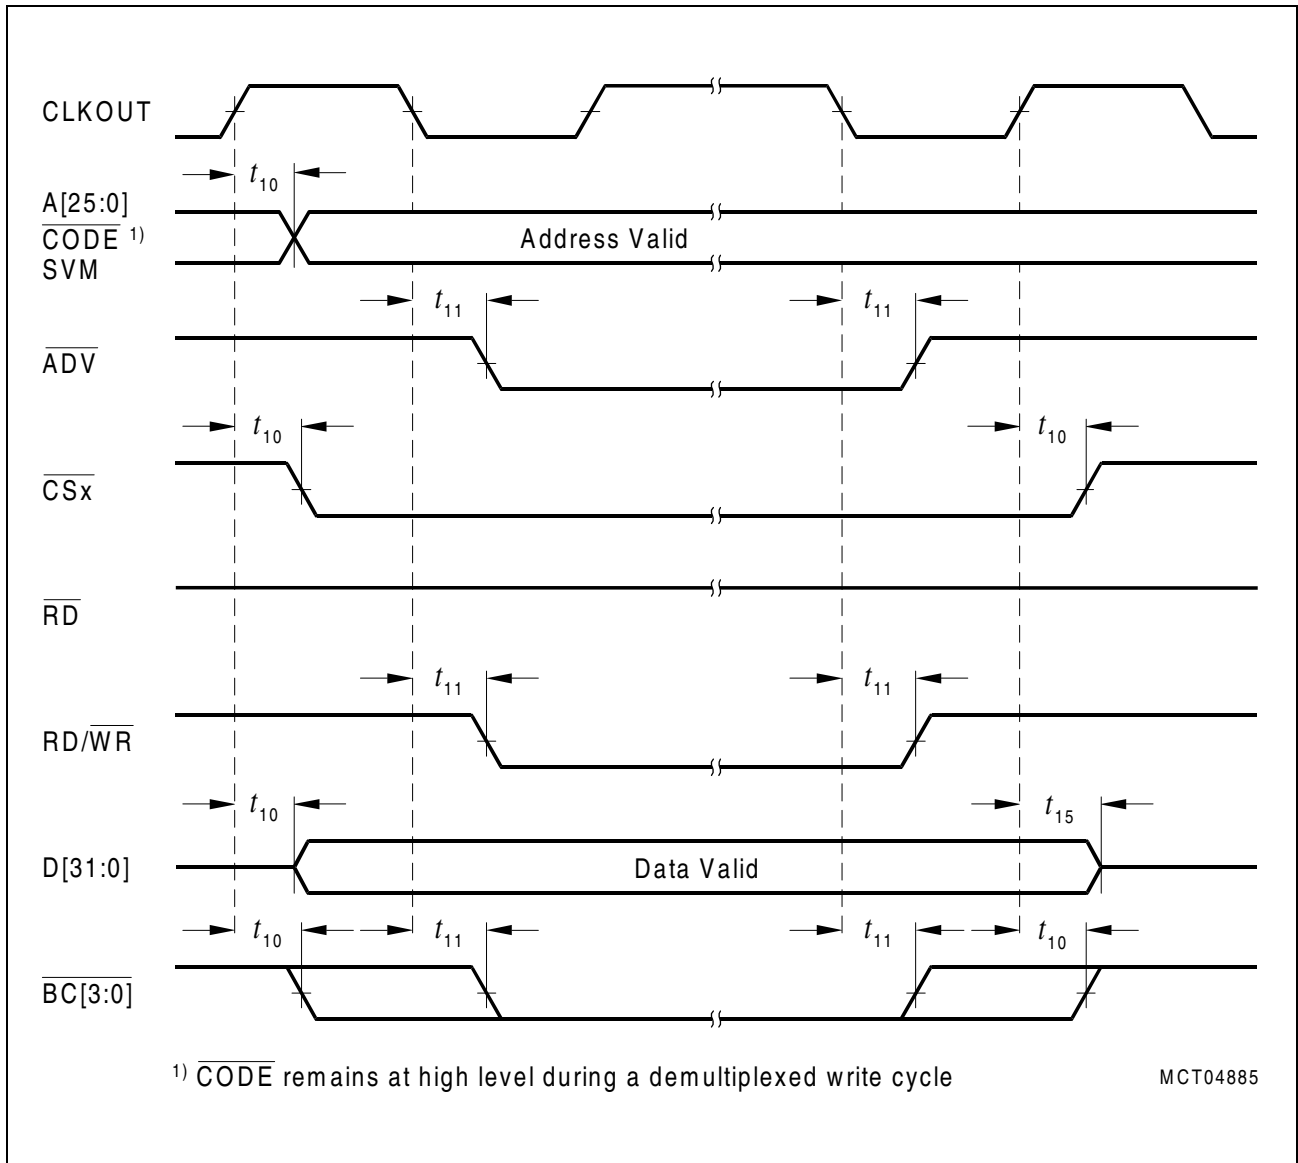 CLKOUT
t10
A[25:0]
CODE 1)
SVM
Address Valid
t11 t11
ADV
t10 t10
CSx
RD
t11 t11
RD/WR
t10 t15
D[31:0]
Data Valid
t10 t11 t11 t10
BC[3:0]
1) CODE remains at high level during a demultiplexed write cycle
MCT04885